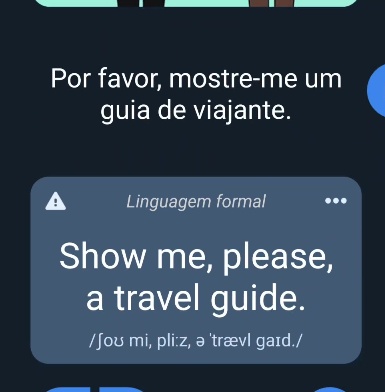 Por favor, mostre-me um
guia de viajante.
Linguagem formal
Show me, please,
a travel guide.
/ʃoʊ mi, pliːz, ə ˈtrævl gaɪd./